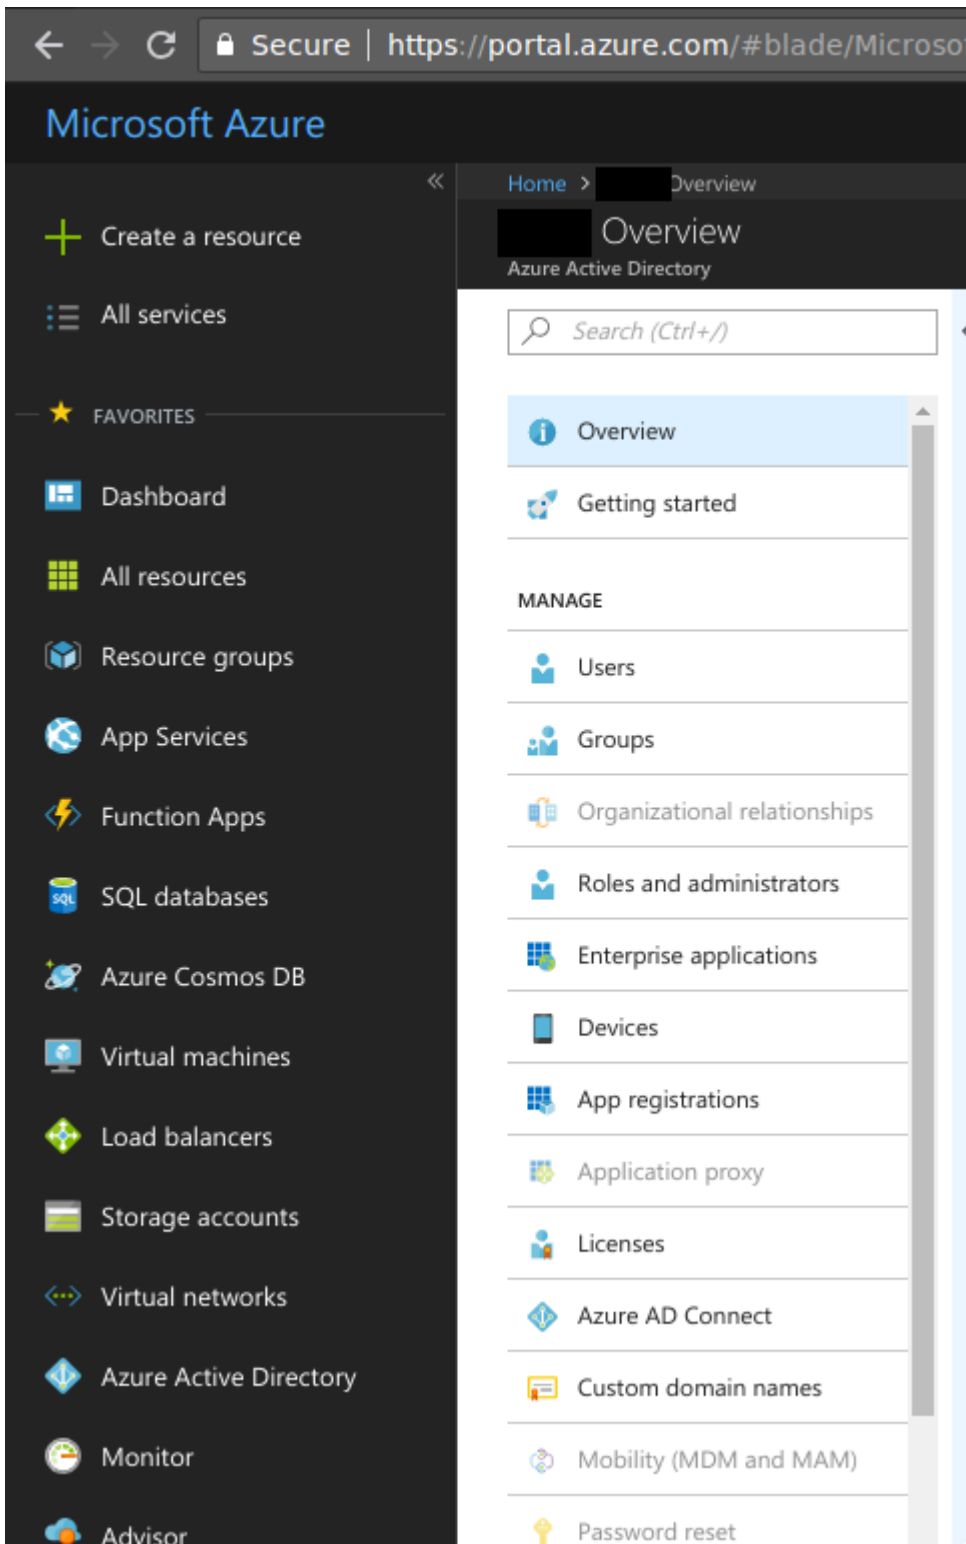 Secure | https://portal.azure.com/#blade/Microso
Microsoft Azure
Home > Overview
Overview
Azure Active Directory
Create a resource
All services
FAVORITES
Dashboard
All resources
Resource groups
App Services
Function Apps
SQL databases
Azure Cosmos DB
Virtual machines
Load balancers
Storage accounts
Virtual networks
Azure Active Directory
Monitor
Advisor
Search (Ctrl+/)
Overview
Getting started
MANAGE
Users
Groups
Organizational relationships
Roles and administrators
Enterprise applications
Devices
App registrations
Application proxy
Licenses
Azure AD Connect
Custom domain names
Mobility (MDM and MAM)
Password reset